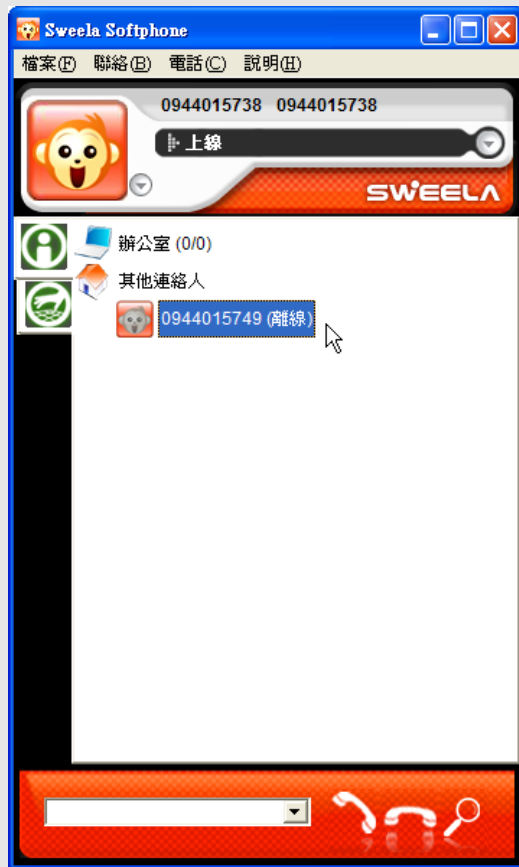 Sweela Softphone
檔案(F) 聯絡(B) 電話(C) 説明(H)
0944015738 0944015738
上線
SWEELA
辦公室 (0/0)
其他連絡人
0944015749 (離線)